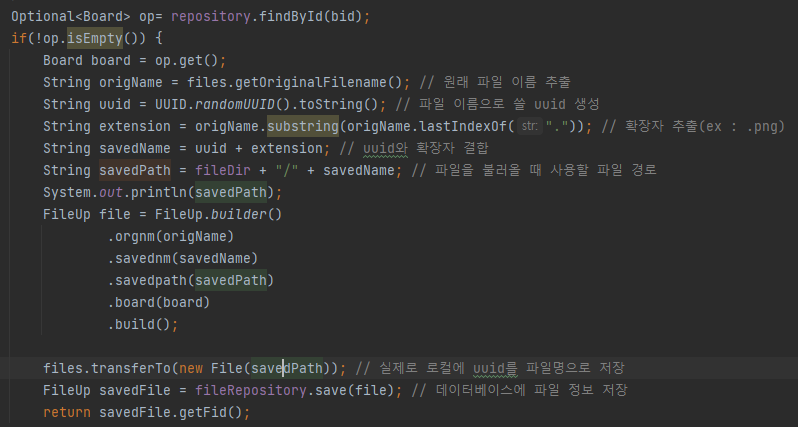 Optional<Board> op= repository.findById(bid);
if(!op.isEmpty()) {
    Board board = op.get();
    String origName = files.getOriginalFilename(); // 원래 파일 이름 추출
    String uuid = UUID.randomUUID().toString(); // 파일 이름으로 쓸 uuid 생성
    String extension = origName.substring(origName.lastIndexOf( str: ".")); // 확장자 추출(ex : .png)
    String savedName = uuid + extension; // uuid와 확장자 결합
    String savedPath = fileDir + "/" + savedName; // 파일을 불러올 때 사용할 파일 경로
    System.out.println(savedPath);
    FileUp file = FileUp.builder()
            .orgnm(origName)
            .savednm(savedName)
            .savedpath(savedPath)
            .board(board)
            .build();
    files.transferTo(new File(savedPath)); // 실제로 로컬에 uuid를 파일명으로 저장
    FileUp savedFile = fileRepository.save(file); // 데이터베이스에 파일 정보 저장
    return savedFile.getFid();